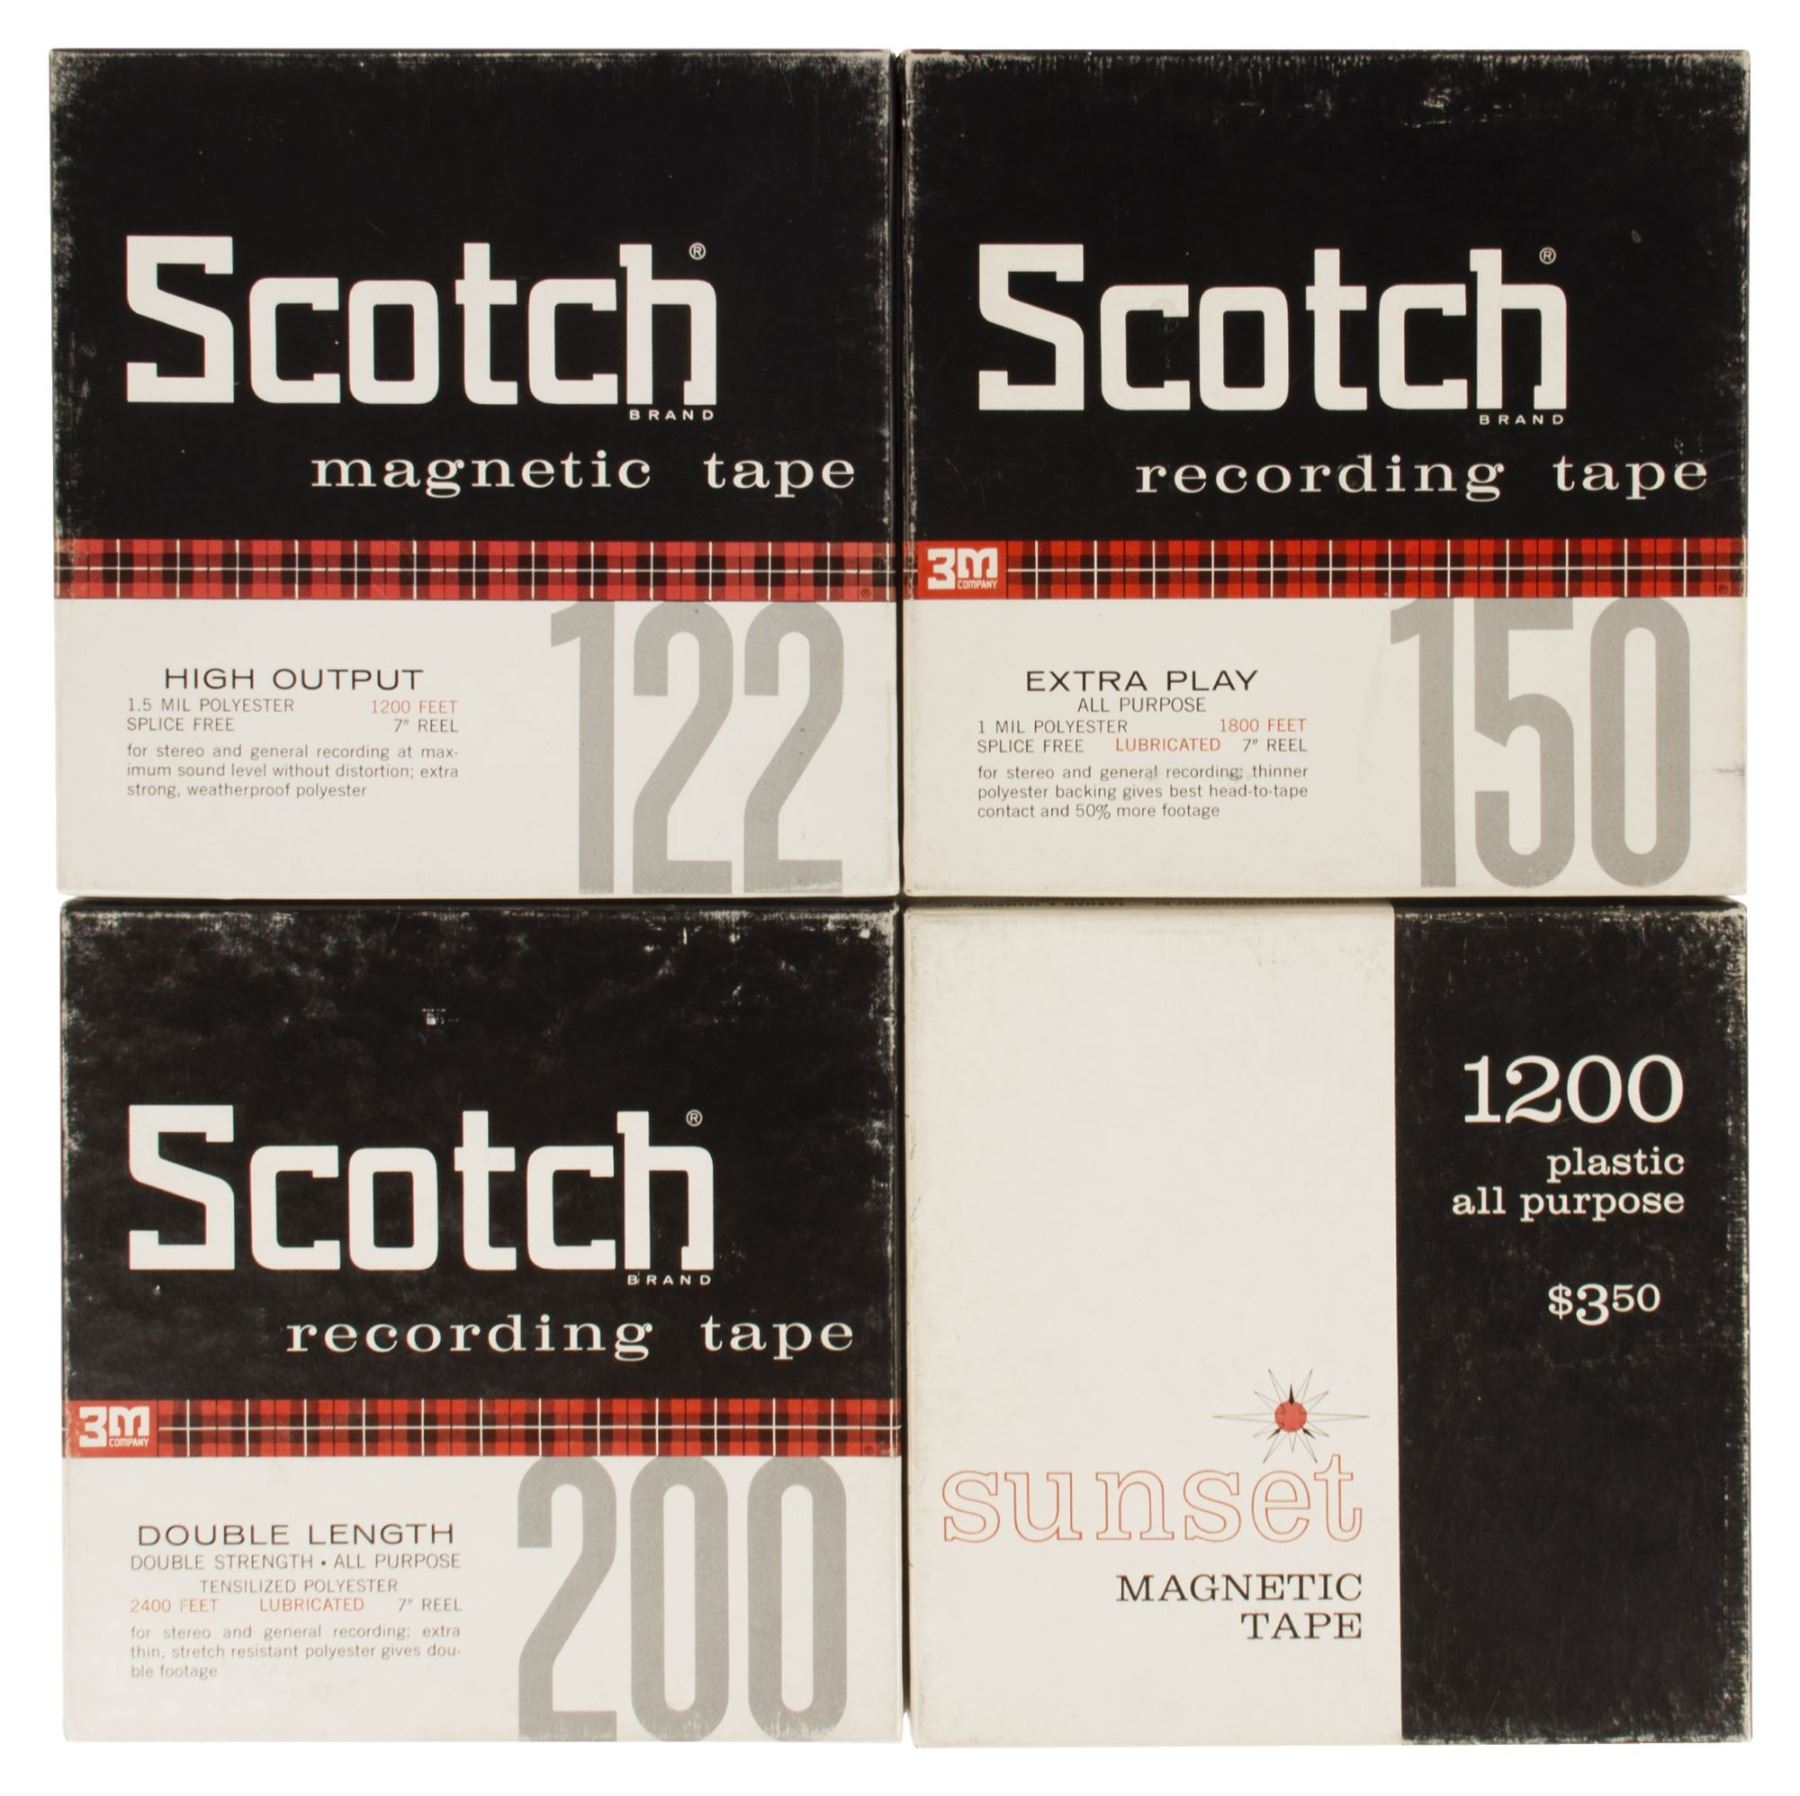 Scotch®
BRAND
magnetic tape
122
HIGH OUTPUT
1.5 MIL POLYESTER 1200 FEET
SPLICE FREE 7" REEL
for stereo and general recording at max-
imum sound level without distortion; extra
strong, weatherproof polyester
Scotch®
BRAND
recording tape
3M
COMPANY
150
EXTRA PLAY
ALL PURPOSE
1 MIL POLYESTER 1800 FEET
SPLICE FREE LUBRICATED 7" REEL
for stereo and general recording; thinner
polyester backing gives best head-to-tape
contact and 50% more footage
Scotch®
BRAND
recording tape
3M
COMPANY
200
DOUBLE LENGTH
DOUBLE STRENGTH • ALL PURPOSE
TENSILIZED POLYESTER
2400 FEET LUBRICATED 7" REEL
for stereo and general recording; extra
thin, stretch resistant polyester gives dou-
ble footage
1200
plastic
all purpose
$350
sunset
MAGNETIC
TAPE